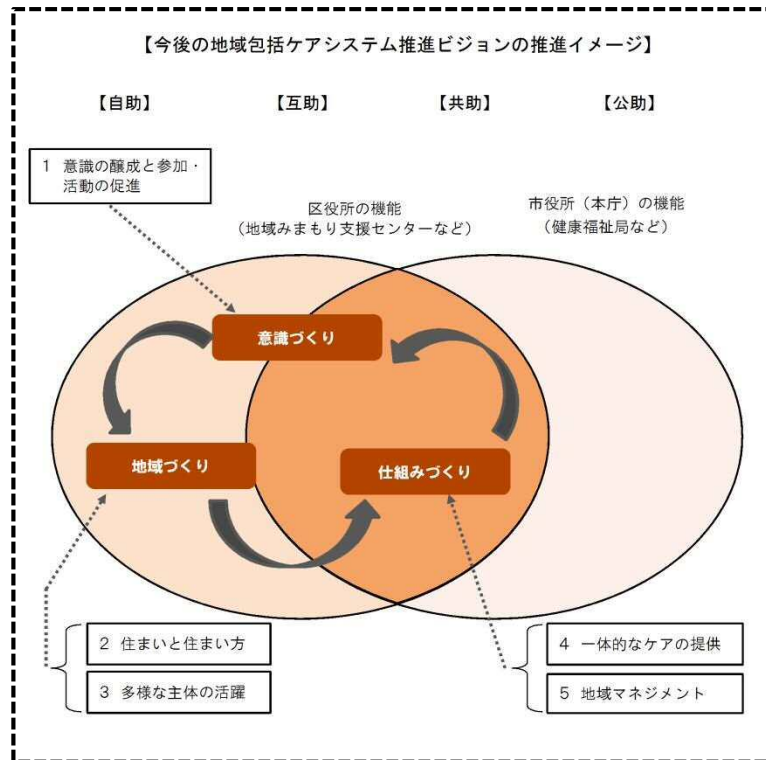 【今後の地域包括ケアシステム推進ビジョンの推進イメージ】
【自助】 【互助】 【共助】 【公助】
1 意識の醸成と参加・
活動の促進
区役所の機能
（地域みまもり支援センターなど）
市役所（本庁）の機能
（健康福祉局など）
意識づくり
地域づくり
仕組みづくり
2 住まいと住まい方
3 多様な主体の活躍
4 一体的なケアの提供
5 地域マネジメント